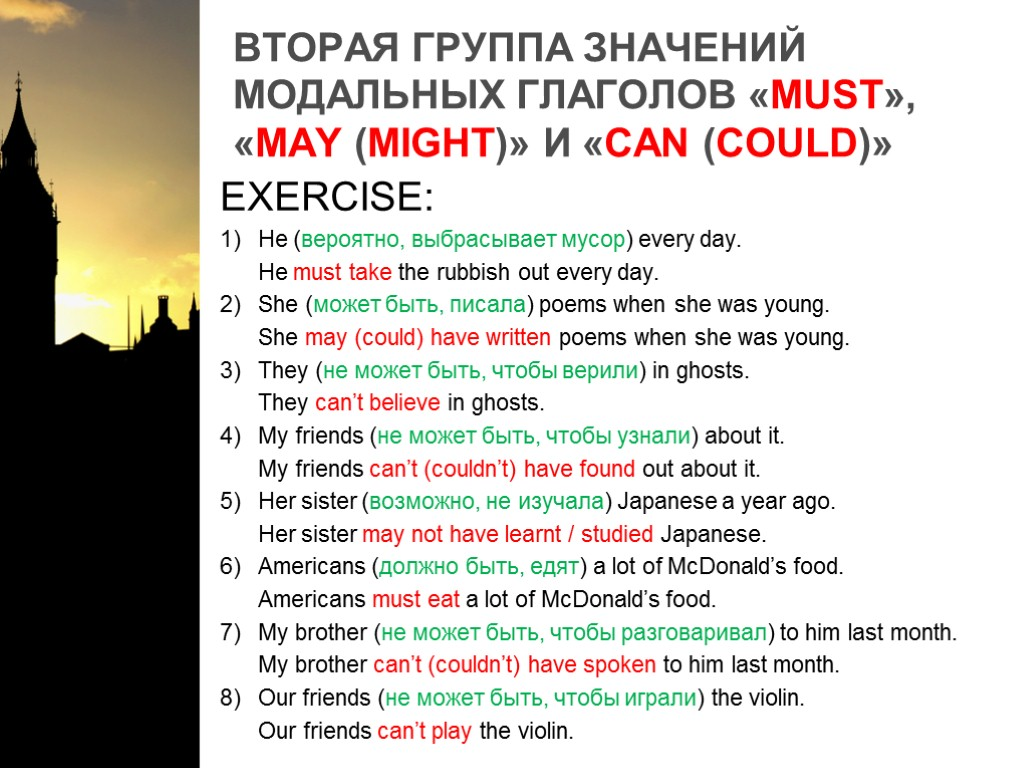 ВТОРАЯ ГРУППА ЗНАЧЕНИЙ
МОДАЛЬНЫХ ГЛАГОЛОВ «MUST»,
«MAY (MIGHT)» И «CAN (COULD)»
EXERCISE:
1) He (вероятно, выбрасывает мусор) every day.
He must take the rubbish out every day.
2) She (может быть, писала) poems when she was young.
She may (could) have written poems when she was young.
3) They (не может быть, чтобы верили) in ghosts.
They can’t believe in ghosts.
4) My friends (не может быть, чтобы узнали) about it.
My friends can’t (couldn’t) have found out about it.
5) Her sister (возможно, не изучала) Japanese a year ago.
Her sister may not have learnt / studied Japanese.
6) Americans (должно быть, едят) a lot of McDonald’s food.
Americans must eat a lot of McDonald’s food.
7) My brother (не может быть, чтобы разговаривал) to him last month.
My brother can’t (couldn’t) have spoken to him last month.
8) Our friends (не может быть, чтобы играли) the violin.
Our friends can’t play the violin.